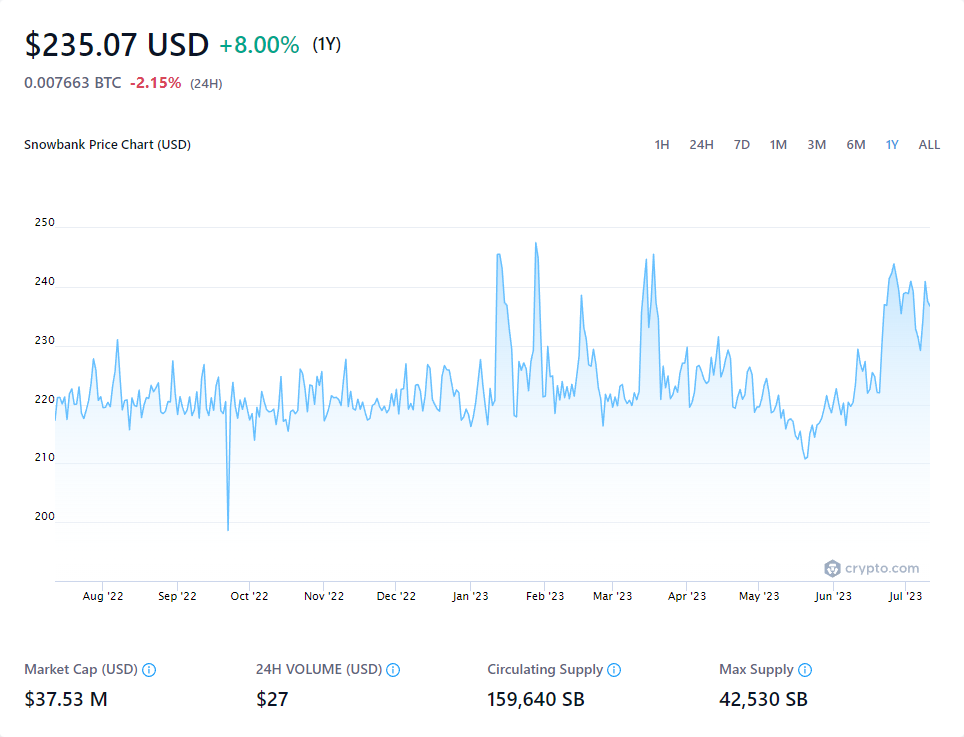 $235.07 USD +8.00% (1Y)
0.007663 BTC -2.15% (24H)
Snowbank Price Chart (USD)
1H 24H 7D 1M 3M 6M 1Y ALL
250
240
230
220
210
200
crypto.com
Aug '22 Sep '22 Oct '22 Nov '22 Dec '22 Jan '23 Feb '23 Mar '23 Apr '23 May '23 Jun '23 Jul '23
Market Cap (USD) 24H VOLUME (USD) Circulating Supply Max Supply
$37.53 M $27 159,640 SB 42,530 SB